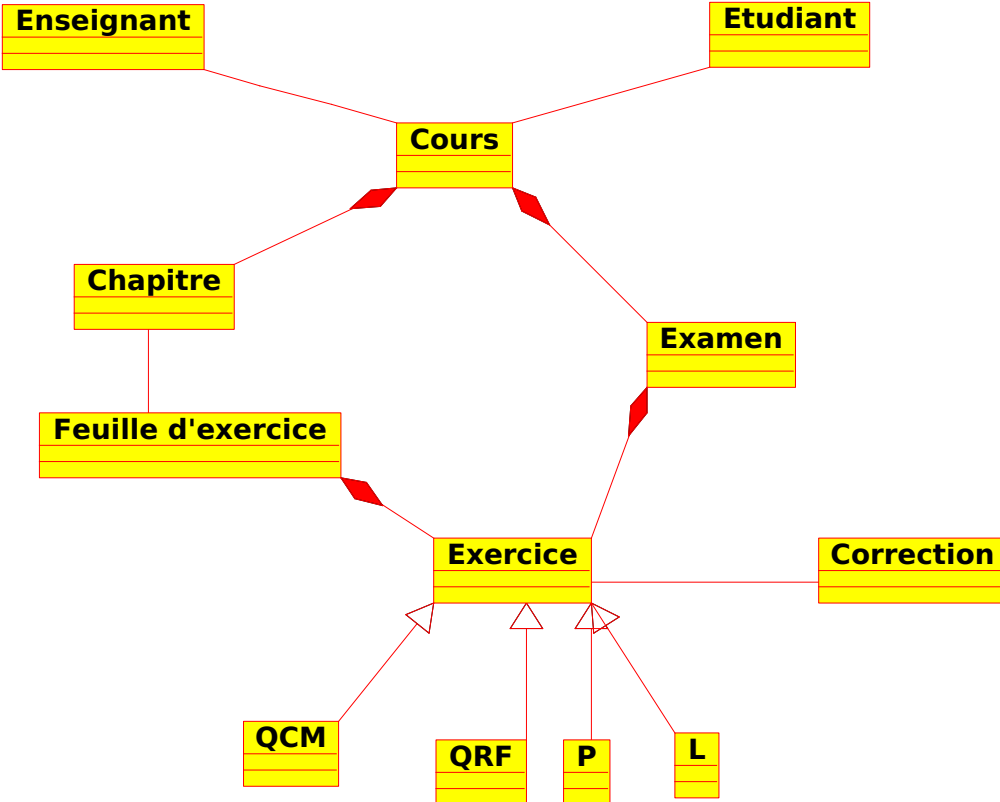 Enseignant
Etudiant
Cours
Chapitre
Examen
Feuille d'exercice
Exercice
Correction
QCM
QRF
P
L